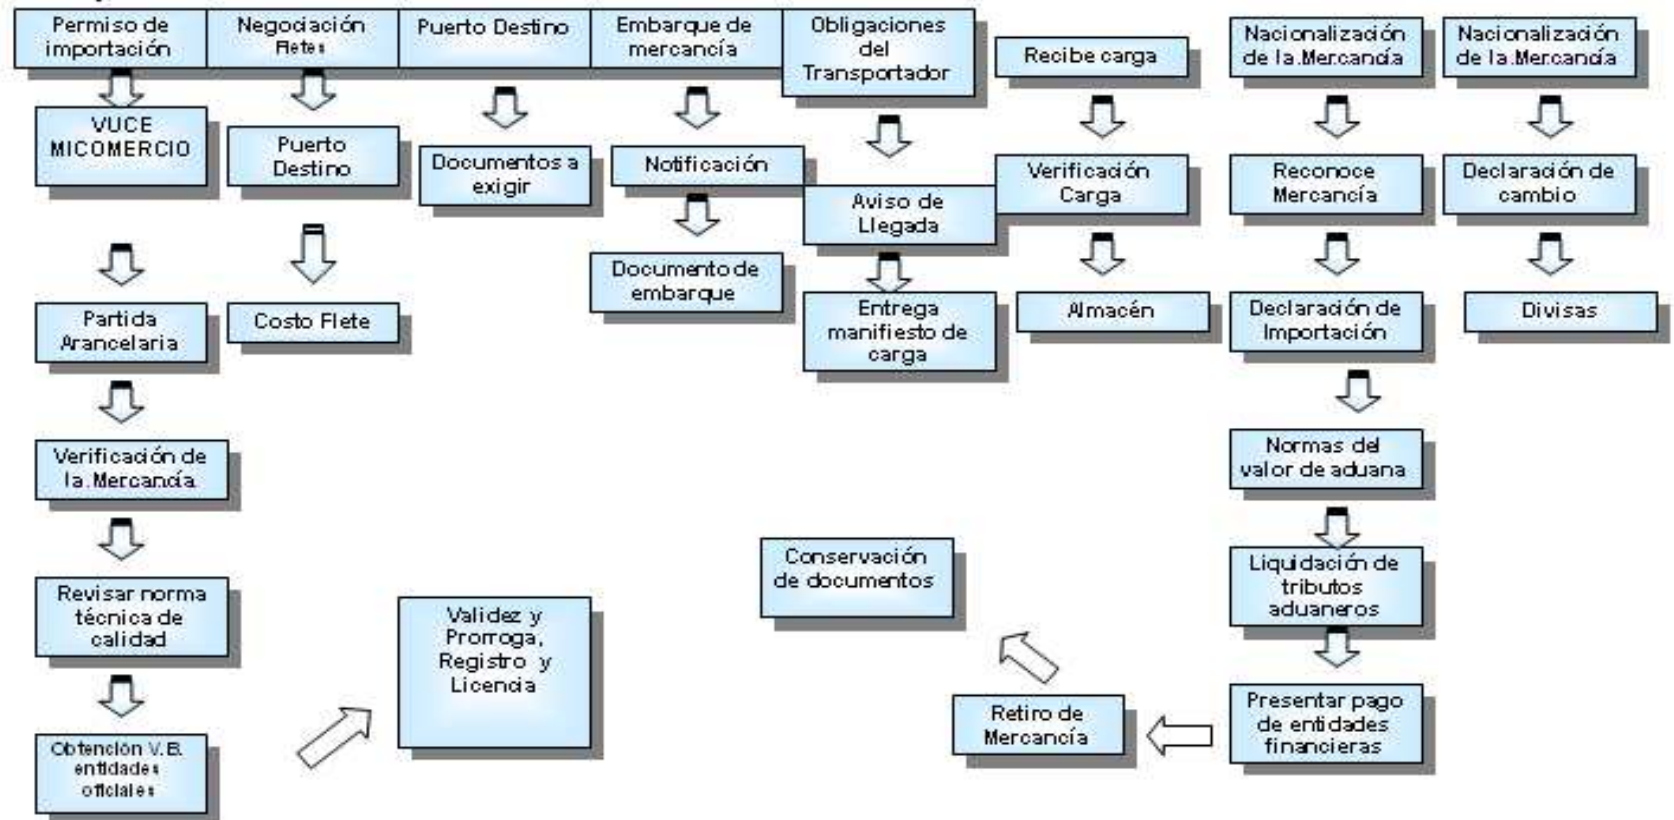 Permiso de
importación
Negociación
Fletes
Puerto Destino
Embarque de
mercancía
Obligaciones
del
Transportador
Recibe carga
Nacionalización
de la.Mercancía
Nacionalización
de la.Mercancía
VUCE
MICOMERCIO
Puerto
Destino
Documentos a
exigir
Notificación
Aviso de
Llegada
Verificación
Carga
Reconoce
Mercancía
Declaración de
cambio
Documento de
embarque
Partida
Arancelaria
Costo Flete
Entrega
manifiesto de
carga
Almacén
Declaración de
Importación
Divisas
Verificación de
la.Mercancía
Normas del
valor de aduana
Revisar norma
técnica de
calidad
Validez y
Prorroga,
Registro y
Licencia
Conservación
de documentos
Liquidación de
tributos
aduaneros
Obtención V.B.
entidades
oficiales
Retiro de
Mercancía
Presentar pago
de entidades
financieras